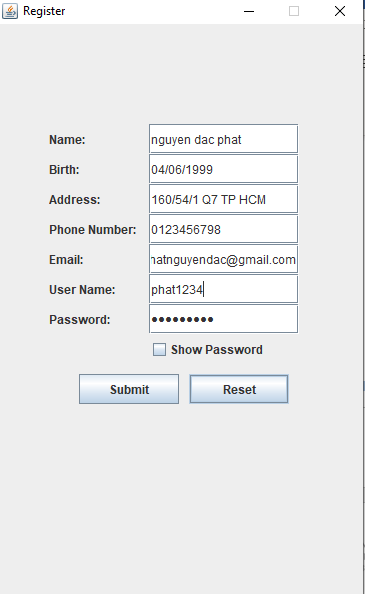 Register
Name: nguyen dac phat
Birth: 04/06/1999
Address: 160/54/1 Q7 TP HCM
Phone Number: 0123456798
Email: hatnguyendac@gmail.com
User Name: phat1234
Password: •••••••••
Show Password
Submit Reset